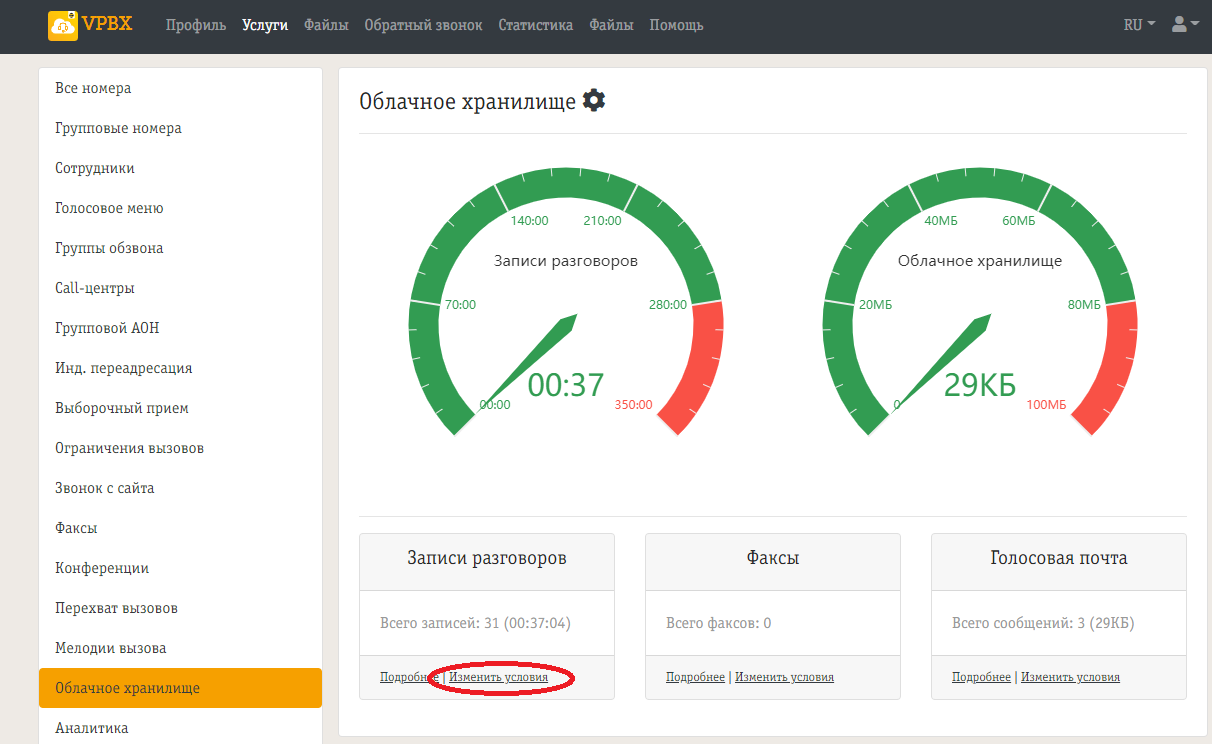 VPBX Профиль Услуги Файлы Обратный звонок Статистика Файлы Помощь RU
Все номера
Групповые номера
Сотрудники
Голосовое меню
Группы обзвона
Call-центры
Групповой АОН
Инд. переадресация
Выборочный прием
Ограничения вызовов
Звонок с сайта
Факсы
Конференции
Перехват вызовов
Мелодии вызова
Облачное хранилище
Аналитика
Облачное хранилище
140:00 210:00
Записи разговоров
70:00 280:00
00:37
00:00 350:00
40МБ 60МБ
Облачное хранилище
20МБ 80МБ
29КБ
0 100МБ
Записи разговоров
Всего записей: 31 (00:37:04)
Подробнее | Изменить условия
Факсы
Всего факсов: 0
Подробнее | Изменить условия
Голосовая почта
Всего сообщений: 3 (29КБ)
Подробнее | Изменить условия